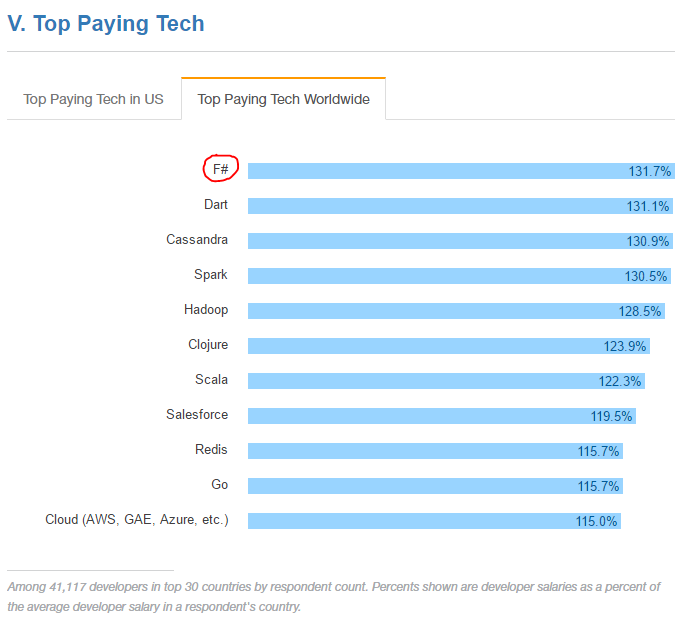 V. Top Paying Tech
Top Paying Tech in US
Top Paying Tech Worldwide
F# 131.7%
Dart 131.1%
Cassandra 130.9%
Spark 130.5%
Hadoop 128.5%
Clojure 123.9%
Scala 122.3%
Salesforce 119.5%
Redis 115.7%
Go 115.7%
Cloud (AWS, GAE, Azure, etc.) 115.0%
Among 41,117 developers in top 30 countries by respondent count. Percents shown are developer salaries as a percent of
the average developer salary in a respondent's country.